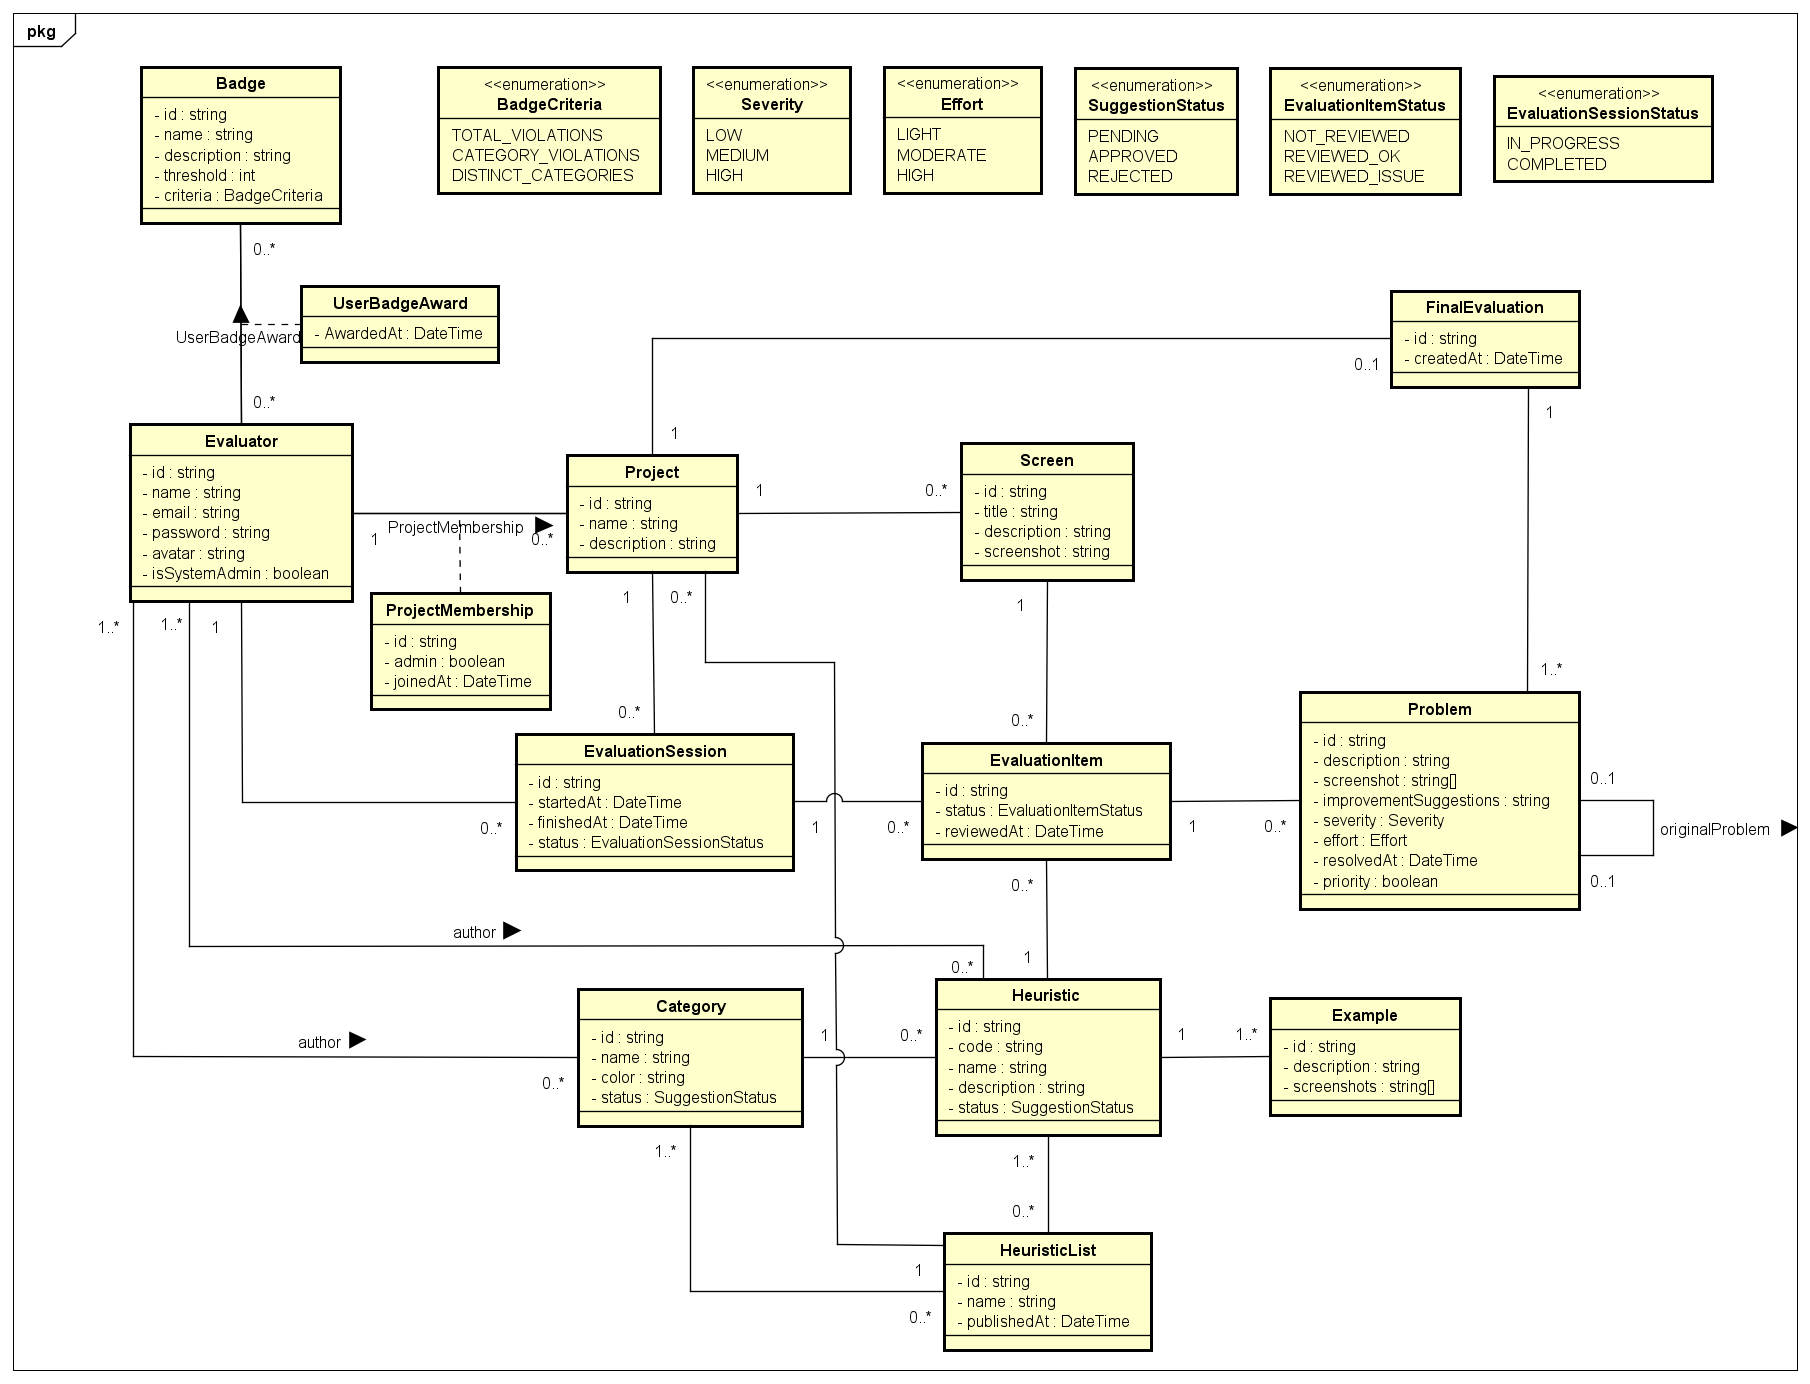 pkg
Badge
- id : string
- name : string
- description : string
- threshold : int
- criteria : BadgeCriteria
<<enumeration>>
BadgeCriteria
TOTAL_VIOLATIONS
CATEGORY_VIOLATIONS
DISTINCT_CATEGORIES
<<enumeration>>
Severity
LOW
MEDIUM
HIGH
<<enumeration>>
Effort
LIGHT
MODERATE
HIGH
<<enumeration>>
SuggestionStatus
PENDING
APPROVED
REJECTED
<<enumeration>>
EvaluationItemStatus
NOT_REVIEWED
REVIEWED_OK
REVIEWED_ISSUE
<<enumeration>>
EvaluationSessionStatus
IN_PROGRESS
COMPLETED
0..*
UserBadgeAward
UserBadgeAward
- AwardedAt : DateTime
0..*
FinalEvaluation
- id : string
- createdAt : DateTime
0..1
1
1
1..*
Evaluator
- id : string
- name : string
- email : string
- password : string
- avatar : string
- isSystemAdmin : boolean
ProjectMembership
1
0..*
Project
- id : string
- name : string
- description : string
1
0..*
Screen
- id : string
- title : string
- description : string
- screenshot : string
1..*
1..*
1
ProjectMembership
- id : string
- admin : boolean
- joinedAt : DateTime
1
0..*
1
0..*
0..*
EvaluationSession
- id : string
- startedAt : DateTime
- finishedAt : DateTime
- status : EvaluationSessionStatus
0..*
1
0..*
EvaluationItem
- id : string
- status : EvaluationItemStatus
- reviewedAt : DateTime
1
0..*
Problem
- id : string
- description : string
- screenshot : string[]
- improvementSuggestions : string
- severity : Severity
- effort : Effort
- resolvedAt : DateTime
- priority : boolean
0..1
originalProblem
0..1
0..*
1
author
0..*
author
0..*
Category
- id : string
- name : string
- color : string
- status : SuggestionStatus
1
0..*
Heuristic
- id : string
- code : string
- name : string
- description : string
- status : SuggestionStatus
1
1..*
Example
- id : string
- description : string
- screenshots : string[]
1..*
1..*
0..*
1
0..*
HeuristicList
- id : string
- name : string
- publishedAt : DateTime